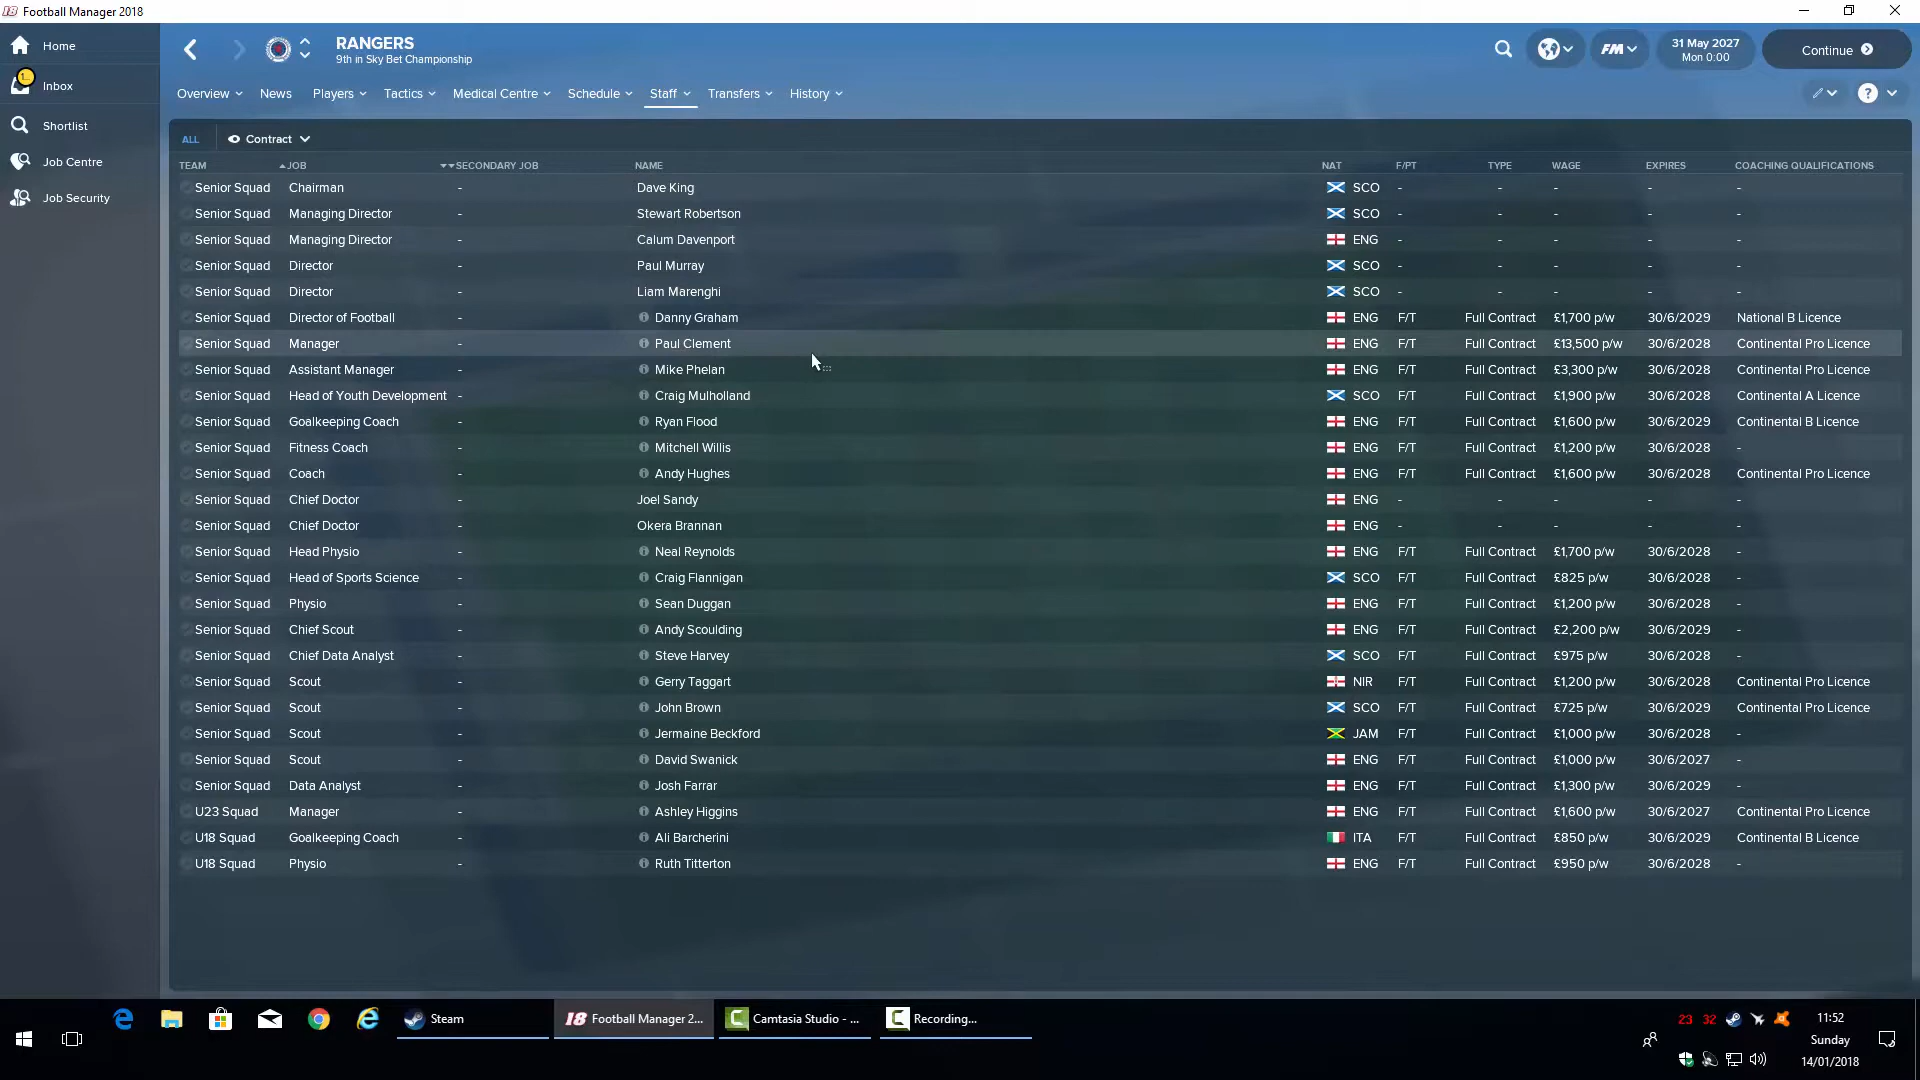 Football Manager 2018
Home
Inbox
Shortlist
Job Centre
Job Security
RANGERS
9th in Sky Bet Championship
FM
31 May 2027
Mon 0:00
Continue
Overview News Players Tactics Medical Centre Schedule Staff Transfers History
?
ALL Contract
TEAM JOB SECONDARY JOB NAME NAT F/PT TYPE WAGE EXPIRES COACHING QUALIFICATIONS
Senior Squad Chairman - Dave King SCO - - - - -
Senior Squad Managing Director - Stewart Robertson SCO - - - - -
Senior Squad Managing Director - Calum Davenport ENG - - - - -
Senior Squad Director - Paul Murray SCO - - - - -
Senior Squad Director - Liam Marenghi SCO - - - - -
Senior Squad Director of Football - Danny Graham ENG F/T Full Contract £1,700 p/w 30/6/2029 National B Licence
Senior Squad Manager - Paul Clement ENG F/T Full Contract £13,500 p/w 30/6/2028 Continental Pro Licence
Senior Squad Assistant Manager - Mike Phelan ENG F/T Full Contract £3,300 p/w 30/6/2028 Continental Pro Licence
Senior Squad Head of Youth Development - Craig Mulholland SCO F/T Full Contract £1,900 p/w 30/6/2028 Continental A Licence
Senior Squad Goalkeeping Coach - Ryan Flood ENG F/T Full Contract £1,600 p/w 30/6/2029 Continental B Licence
Senior Squad Fitness Coach - Mitchell Willis ENG F/T Full Contract £1,200 p/w 30/6/2028 -
Senior Squad Coach - Andy Hughes ENG F/T Full Contract £1,600 p/w 30/6/2028 Continental Pro Licence
Senior Squad Chief Doctor - Joel Sandy ENG - - - - -
Senior Squad Chief Doctor - Okera Brannan ENG - - - - -
Senior Squad Head Physio - Neal Reynolds ENG F/T Full Contract £1,700 p/w 30/6/2028 -
Senior Squad Head of Sports Science - Craig Flannigan SCO F/T Full Contract £825 p/w 30/6/2028 -
Senior Squad Physio - Sean Duggan ENG F/T Full Contract £1,200 p/w 30/6/2028 -
Senior Squad Chief Scout - Andy Scoulding ENG F/T Full Contract £2,200 p/w 30/6/2029 -
Senior Squad Chief Data Analyst - Steve Harvey SCO F/T Full Contract £975 p/w 30/6/2028 -
Senior Squad Scout - Gerry Taggart NIR F/T Full Contract £1,200 p/w 30/6/2028 Continental Pro Licence
Senior Squad Scout - John Brown SCO F/T Full Contract £725 p/w 30/6/2029 Continental Pro Licence
Senior Squad Scout - Jermaine Beckford JAM F/T Full Contract £1,000 p/w 30/6/2028 -
Senior Squad Scout - David Swanick ENG F/T Full Contract £1,000 p/w 30/6/2027 -
Senior Squad Data Analyst - Josh Farrar ENG F/T Full Contract £1,300 p/w 30/6/2029 -
U23 Squad Manager - Ashley Higgins ENG F/T Full Contract £1,600 p/w 30/6/2027 Continental Pro Licence
U18 Squad Goalkeeping Coach - Ali Barcherini ITA F/T Full Contract £850 p/w 30/6/2029 Continental B Licence
U18 Squad Physio - Ruth Titterton ENG F/T Full Contract £950 p/w 30/6/2028 -
Steam 18 Football Manager 2... Camtasia Studio - ... Recording...
23 32
11:52
Sunday
14/01/2018